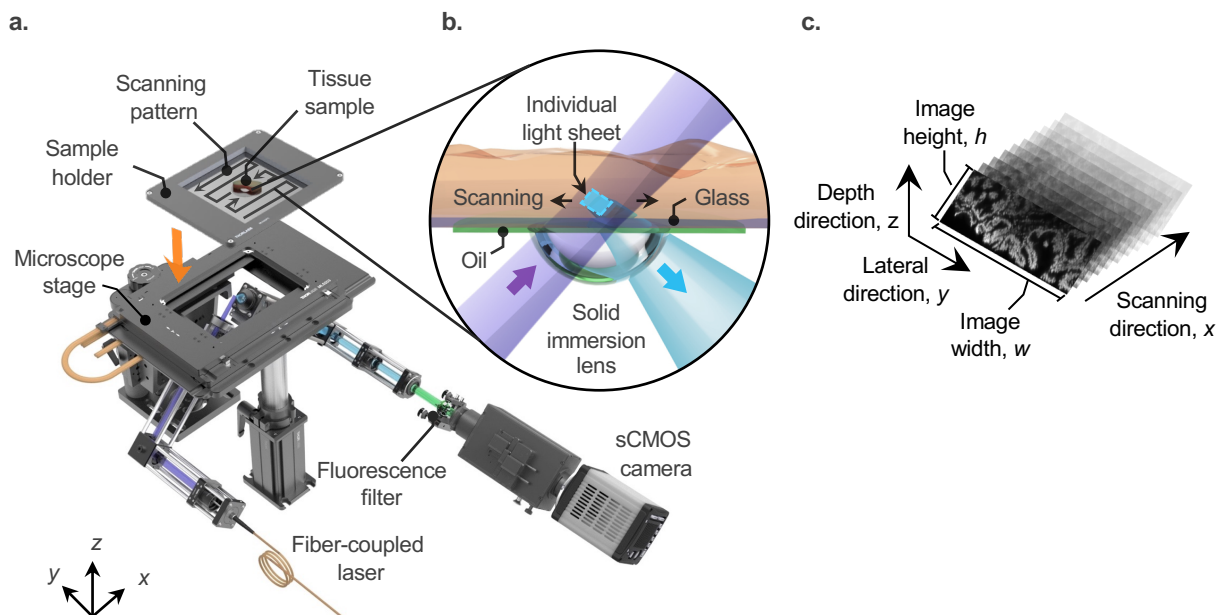 a.
Scanning
pattern
Tissue
sample
Sample
holder
Microscope
stage
Fluorescence
filter
sCMOS
camera
Fiber-coupled
laser
z
y
x
b.
Individual
light sheet
Scanning
Glass
Oil
Solid
immersion
lens
c.
Image
height, h
Depth
direction, z
Lateral
direction, y
Image
width, w
Scanning
direction, x